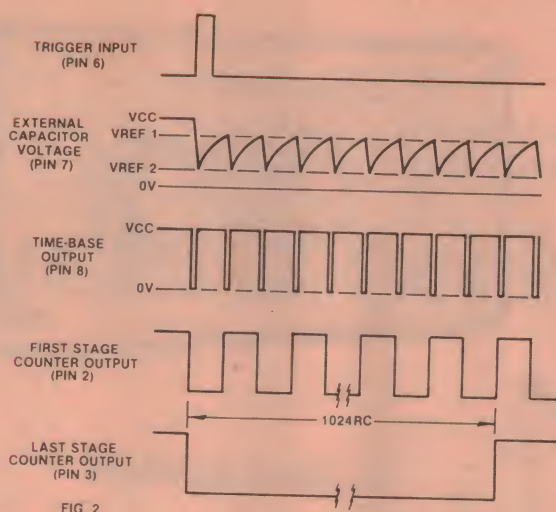 TRIGGER INPUT
(PIN 6)
EXTERNAL
CAPACITOR
VOLTAGE
(PIN 7)
VCC
VREF 1
VREF 2
0V
TIME-BASE
OUTPUT
(PIN 8)
VCC
0V
FIRST STAGE
COUNTER OUTPUT
(PIN 2)
1024RC
LAST STAGE
COUNTER OUTPUT
(PIN 3)
FIG. 2